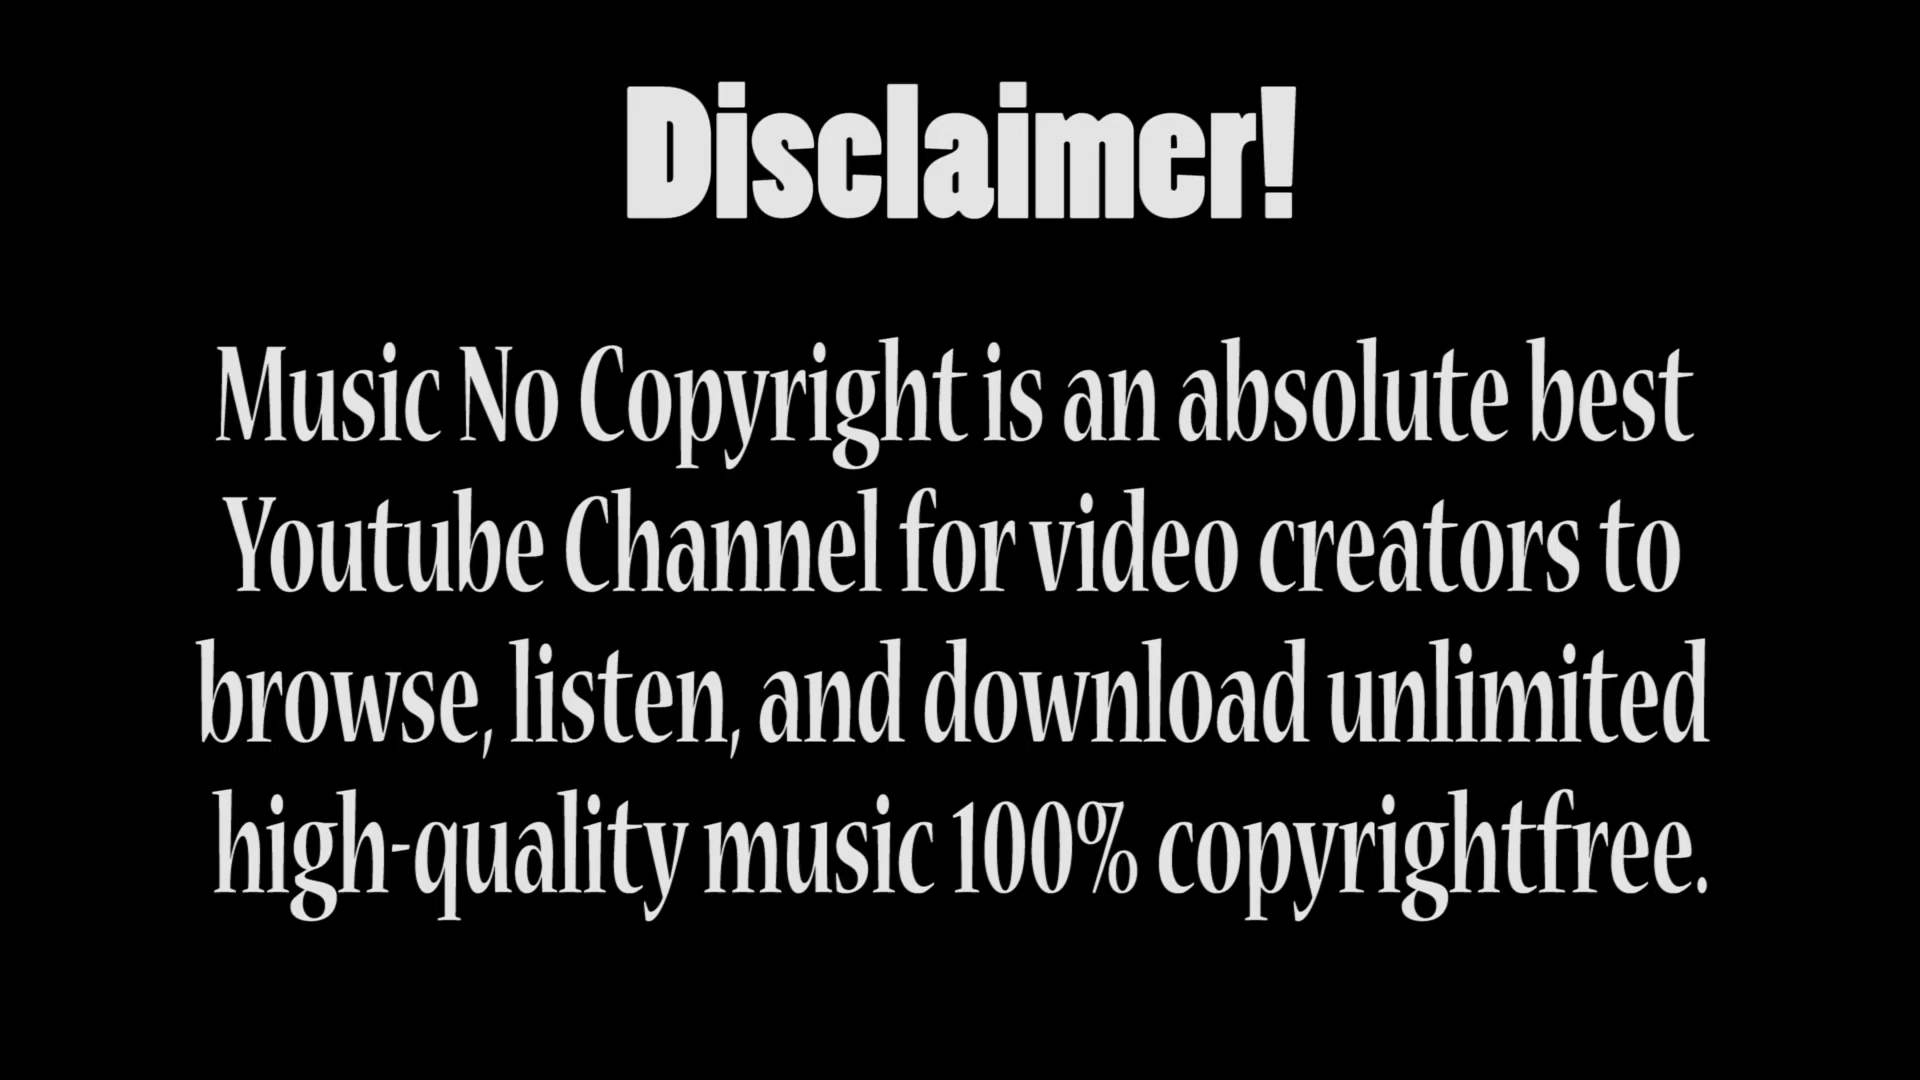 Disclaimer!
Music No Copyright is an absolute best
Youtube Channel for video creators to
browse, listen, and download unlimited
high-quality music 100% copyrightfree.